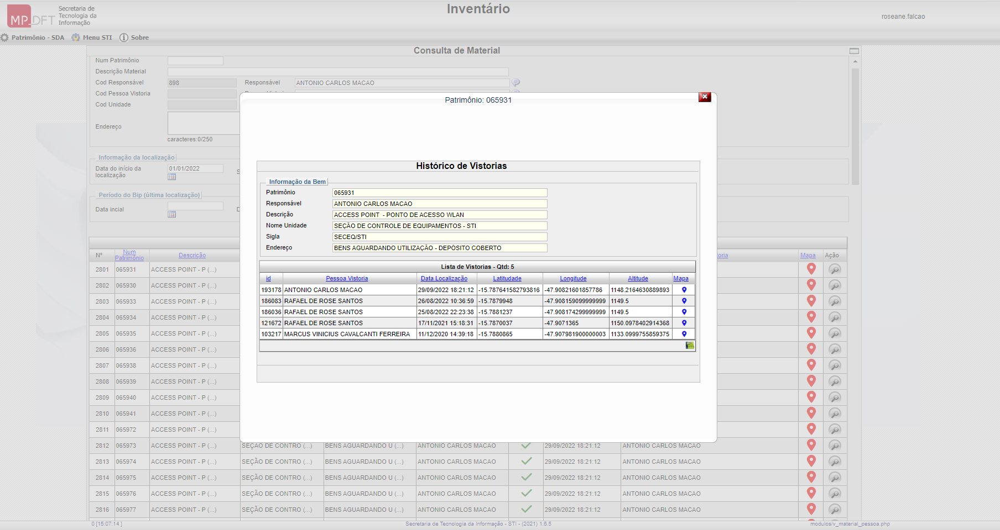 MP_DFT
Secretaria de
Tecnologia da
Informação
Inventário
roseane.falcao
Patrimônio - SDA Menu STI Sobre
Consulta de Material
Num Patrimônio
Descrição Material
Cod Responsável 898 Responsável ANTONIO CARLOS MACAO
Cod Pessoa Vistoria
Cod Unidade
Endereço
caracteres:0/250
Informação da localização
Data do início da localização 01/01/2022
Período do Bip (última localização)
Data incial
Patrimônio: 065931
Histórico de Vistorias
Informação da Bem
Patrimônio 065931
Responsável ANTONIO CARLOS MACAO
Descrição ACCESS POINT - PONTO DE ACESSO WLAN
Nome Unidade SEÇÃO DE CONTROLE DE EQUIPAMENTOS - STI
Sigla SECEQ/STI
Endereço BENS AGUARDANDO UTILIZAÇÃO - DEPÓSITO COBERTO
Lista de Vistorias - Qtd: 5
id Pessoa Vistoria Data Localização Latitudade Longitude Altitude Mapa
193178 ANTONIO CARLOS MACAO 29/09/2022 18:21:12 -15.787641582793816 -47.90821601857786 1148.2164630889893
186083 RAFAEL DE ROSE SANTOS 26/08/2022 10:36:59 -15.7879948 -47.908159099999999 1149.5
186036 RAFAEL DE ROSE SANTOS 25/08/2022 22:23:38 -15.7881237 -47.908174299999999 1149.5
121672 RAFAEL DE ROSE SANTOS 17/11/2021 15:18:31 -15.7870037 -47.9071365 1150.0978402914368
103217 MARCUS VINICIUS CAVALCANTI FERREIRA 11/12/2020 14:39:18 -15.7880865 -47.907981900000003 1133.0999755859375
Nº Num Patrimônio Descrição oria Mapa Ação
2801 065931 ACCESS POINT - P (...)
2802 065930 ACCESS POINT - P (...)
2803 065933 ACCESS POINT - P (...)
2804 065934 ACCESS POINT - P (...)
2805 065935 ACCESS POINT - P (...)
2806 065936 ACCESS POINT - P (...)
2807 065938 ACCESS POINT - P (...)
2808 065939 ACCESS POINT - P (...)
2809 065940 ACCESS POINT - P (...)
2810 065941 ACCESS POINT - P (...)
2811 065972 ACCESS POINT - P (...)
2812 065973 ACCESS POINT - P (...) SEÇÃO DE CONTRO (...) BENS AGUARDANDO U (...) ANTONIO CARLOS MACAO 29/09/2022 18:21:12 ANTONIO CARLOS MACAO
2813 065974 ACCESS POINT - P (...) SEÇÃO DE CONTRO (...) BENS AGUARDANDO U (...) ANTONIO CARLOS MACAO 29/09/2022 18:21:12 ANTONIO CARLOS MACAO
2814 065975 ACCESS POINT - P (...) SEÇÃO DE CONTRO (...) BENS AGUARDANDO U (...) ANTONIO CARLOS MACAO 29/09/2022 18:21:12 ANTONIO CARLOS MACAO
2815 065976 ACCESS POINT - P (...) SEÇÃO DE CONTRO (...) BENS AGUARDANDO U (...) ANTONIO CARLOS MACAO 29/09/2022 18:21:12 ANTONIO CARLOS MACAO
2816 065977 ACCESS POINT - P (...) SEÇÃO DE CONTRO (...) BENS AGUARDANDO U (...) ANTONIO CARLOS MACAO 29/09/2022 18:21:12 ANTONIO CARLOS MACAO
0 [15:07:14 ] Secretaria de Tecnologia da Informação - STI - (2021) 1.6.5 modulos/v_material_pessoa.php